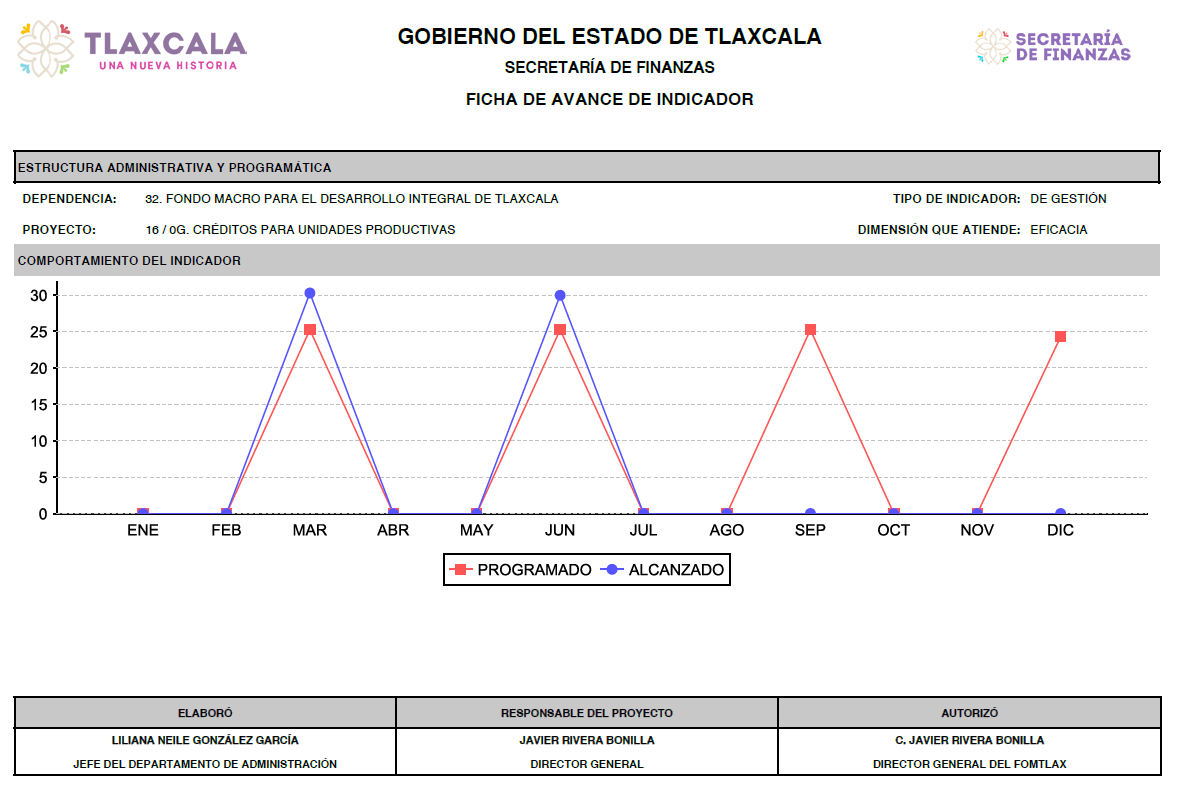 TLAXCALA
UNA NUEVA HISTORIA
GOBIERNO DEL ESTADO DE TLAXCALA
SECRETARÍA DE FINANZAS
FICHA DE AVANCE DE INDICADOR
SECRETARÍA
DE FINANZAS
ESTRUCTURA ADMINISTRATIVA Y PROGRAMÁTICA
DEPENDENCIA: 32. FONDO MACRO PARA EL DESARROLLO INTEGRAL DE TLAXCALA TIPO DE INDICADOR: DE GESTIÓN
PROYECTO: 16 / 0G. CRÉDITOS PARA UNIDADES PRODUCTIVAS DIMENSIÓN QUE ATIENDE: EFICACIA
COMPORTAMIENTO DEL INDICADOR
30
25
20
15
10
5
0
ENE FEB MAR ABR MAY JUN JUL AGO SEP OCT NOV DIC
PROGRAMADO ALCANZADO
ELABORÓ RESPONSABLE DEL PROYECTO AUTORIZÓ
LILIANA NEILE GONZÁLEZ GARCÍA JAVIER RIVERA BONILLA C. JAVIER RIVERA BONILLA
JEFE DEL DEPARTAMENTO DE ADMINISTRACIÓN DIRECTOR GENERAL DIRECTOR GENERAL DEL FOMTLAX